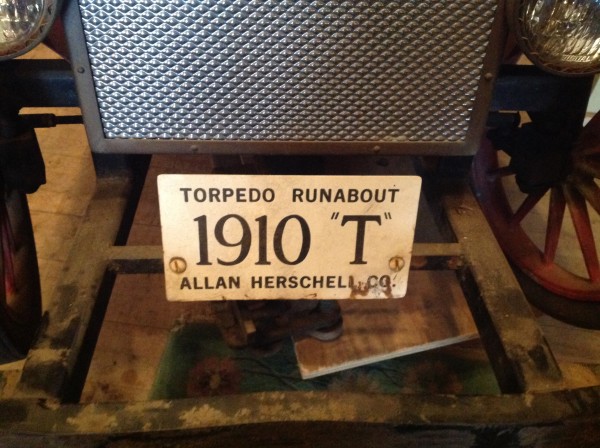 TORPEDO RUNABOUT
1910 "T"
ALLAN HERSCHELL CO.